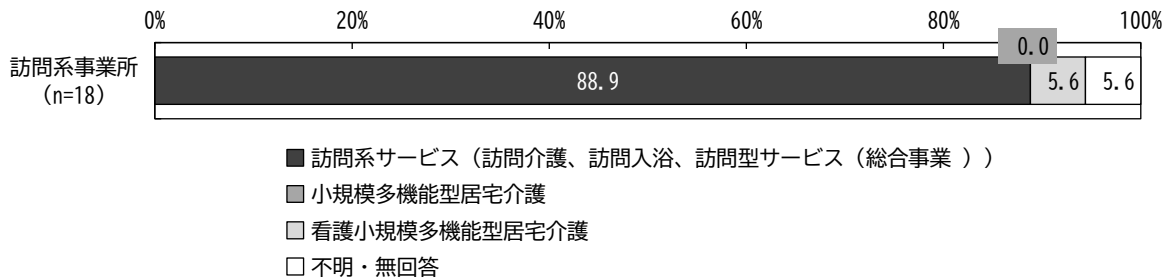 0% 20% 40% 60% 80% 100%
0.0
訪問系事業所
(n=18)
88.9 5.6 5.6
訪問系サービス（訪問介護、訪問入浴、訪問型サービス（総合事業 ））
小規模多機能型居宅介護
看護小規模多機能型居宅介護
不明・無回答